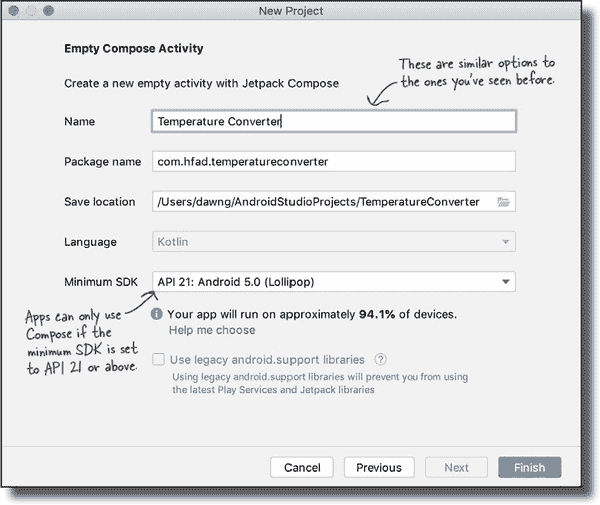 New Project
Empty Compose Activity
Create a new empty activity with Jetpack Compose
These are similar options to
the ones you've seen before.
Name
Temperature Converter
Package name
com.hfad.temperatureconverter
Save location
/Users/dawng/AndroidStudioProjects/TemperatureConverter
Language
Kotlin
Minimum SDK
API 21: Android 5.0 (Lollipop)
Apps can only use
Compose if the
minimum SDK is set
to API 21 or above.
i Your app will run on approximately 94.1% of devices.
Help me choose
Use legacy android.support libraries ?
Using legacy android.support libraries will prevent you from using
the latest Play Services and Jetpack libraries
Cancel
Previous
Next
Finish